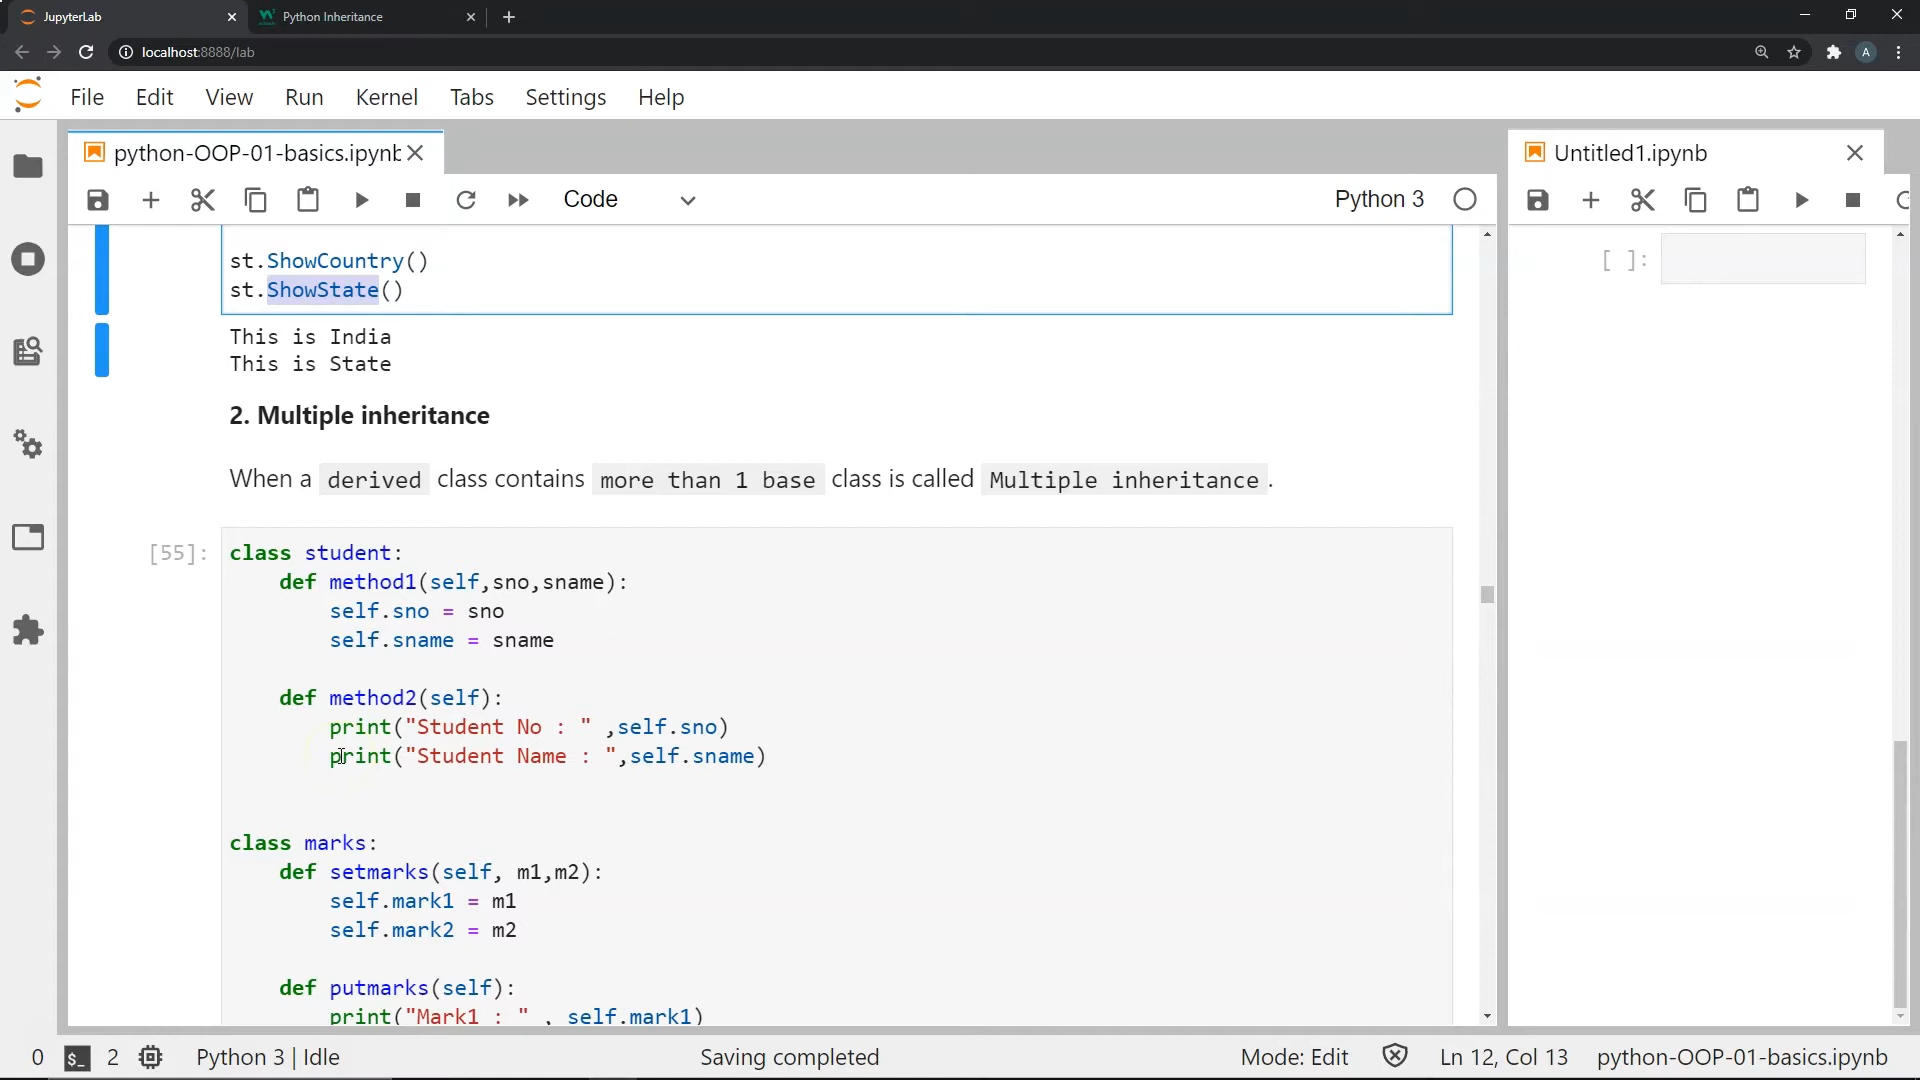 JupyterLab
Python Inheritance
localhost:8888/lab
A
File Edit View Run Kernel Tabs Settings Help
python-OOP-01-basics.ipynb
Untitled1.ipynb
Code
Python 3
st.ShowCountry()
st.ShowState()
[ ]:
This is India
This is State
2. Multiple inheritance
When a derived class contains more than 1 base class is called Multiple inheritance.
[55]:
class student:
def method1(self,sno,sname):
self.sno = sno
self.sname = sname
def method2(self):
print("Student No : " ,self.sno)
print("Student Name : ",self.sname)
class marks:
def setmarks(self, m1,m2):
self.mark1 = m1
self.mark2 = m2
def putmarks(self):
print("Mark1 : " , self.mark1)
0 $_ 2 Python 3 | Idle Saving completed Mode: Edit Ln 12, Col 13 python-OOP-01-basics.ipynb